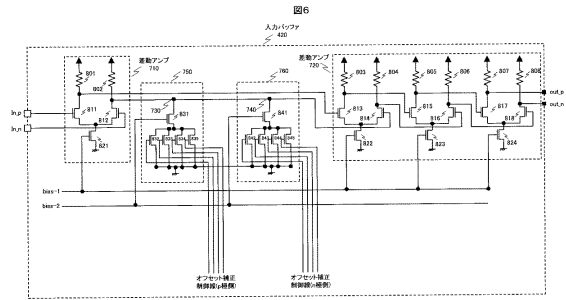 図6
入力バッファ
420
差動アンプ
710
750
760
差動アンプ
720
801
802
803
804
805
806
807
808
In_p
In_n
out_p
out_n
730
740
811
812
831
841
813
814
815
816
817
818
821
822
823
824
bias-1
bias-2
オフセット補正
制御線(p極側)
オフセット補正
制御線(n極側)